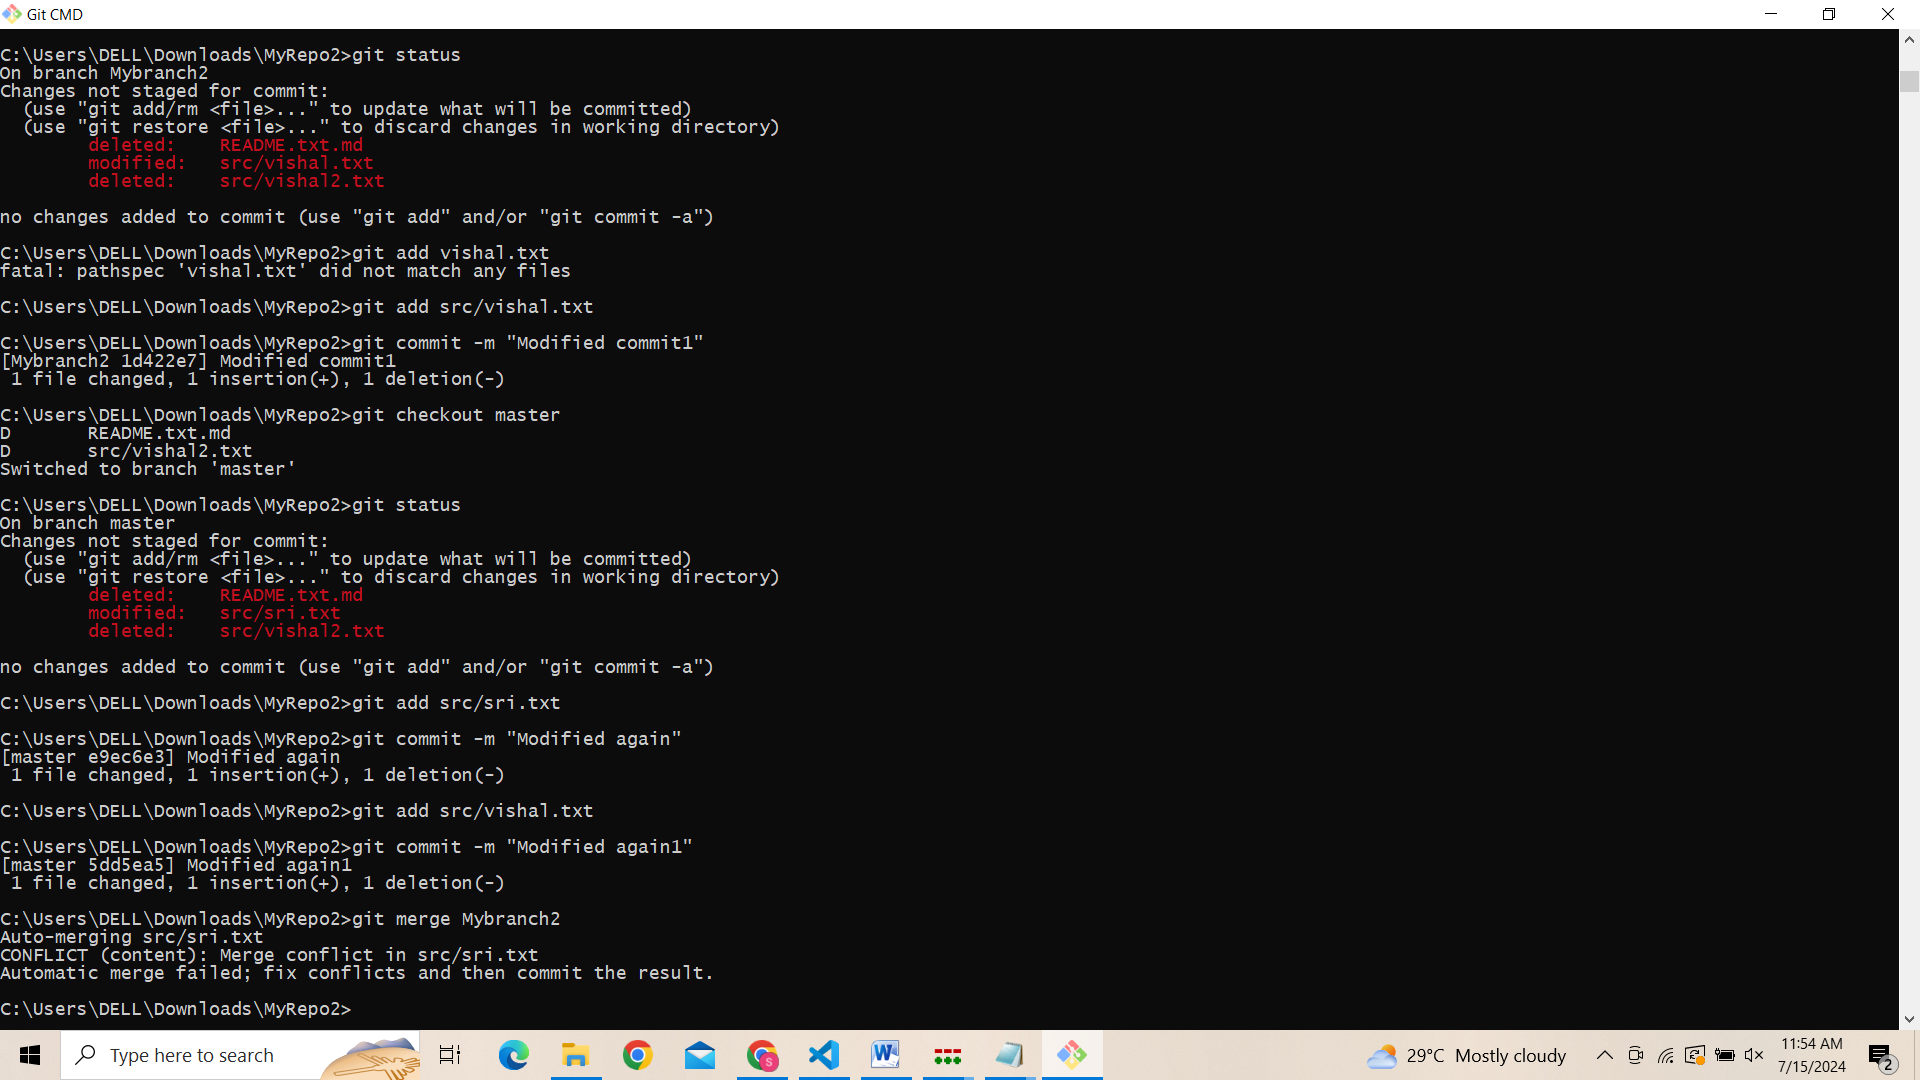 Git CMD
C:\Users\DELL\Downloads\MyRepo2>git status
On branch Mybranch2
Changes not staged for commit:
  (use "git add/rm <file>..." to update what will be committed)
  (use "git restore <file>..." to discard changes in working directory)
        deleted:    README.txt.md
        modified:   src/vishal.txt
        deleted:    src/vishal2.txt
no changes added to commit (use "git add" and/or "git commit -a")
C:\Users\DELL\Downloads\MyRepo2>git add vishal.txt
fatal: pathspec 'vishal.txt' did not match any files
C:\Users\DELL\Downloads\MyRepo2>git add src/vishal.txt
C:\Users\DELL\Downloads\MyRepo2>git commit -m "Modified commit1"
[Mybranch2 1d422e7] Modified commit1
 1 file changed, 1 insertion(+), 1 deletion(-)
C:\Users\DELL\Downloads\MyRepo2>git checkout master
D       README.txt.md
D       src/vishal2.txt
Switched to branch 'master'
C:\Users\DELL\Downloads\MyRepo2>git status
On branch master
Changes not staged for commit:
  (use "git add/rm <file>..." to update what will be committed)
  (use "git restore <file>..." to discard changes in working directory)
        deleted:    README.txt.md
        modified:   src/sri.txt
        deleted:    src/vishal2.txt
no changes added to commit (use "git add" and/or "git commit -a")
C:\Users\DELL\Downloads\MyRepo2>git add src/sri.txt
C:\Users\DELL\Downloads\MyRepo2>git commit -m "Modified again"
[master e9ec6e3] Modified again
 1 file changed, 1 insertion(+), 1 deletion(-)
C:\Users\DELL\Downloads\MyRepo2>git add src/vishal.txt
C:\Users\DELL\Downloads\MyRepo2>git commit -m "Modified again1"
[master 5dd5ea5] Modified again1
 1 file changed, 1 insertion(+), 1 deletion(-)
C:\Users\DELL\Downloads\MyRepo2>git merge Mybranch2
Auto-merging src/sri.txt
CONFLICT (content): Merge conflict in src/sri.txt
Automatic merge failed; fix conflicts and then commit the result.
C:\Users\DELL\Downloads\MyRepo2>
Type here to search
S
W
29°C Mostly cloudy
11:54 AM
7/15/2024
2